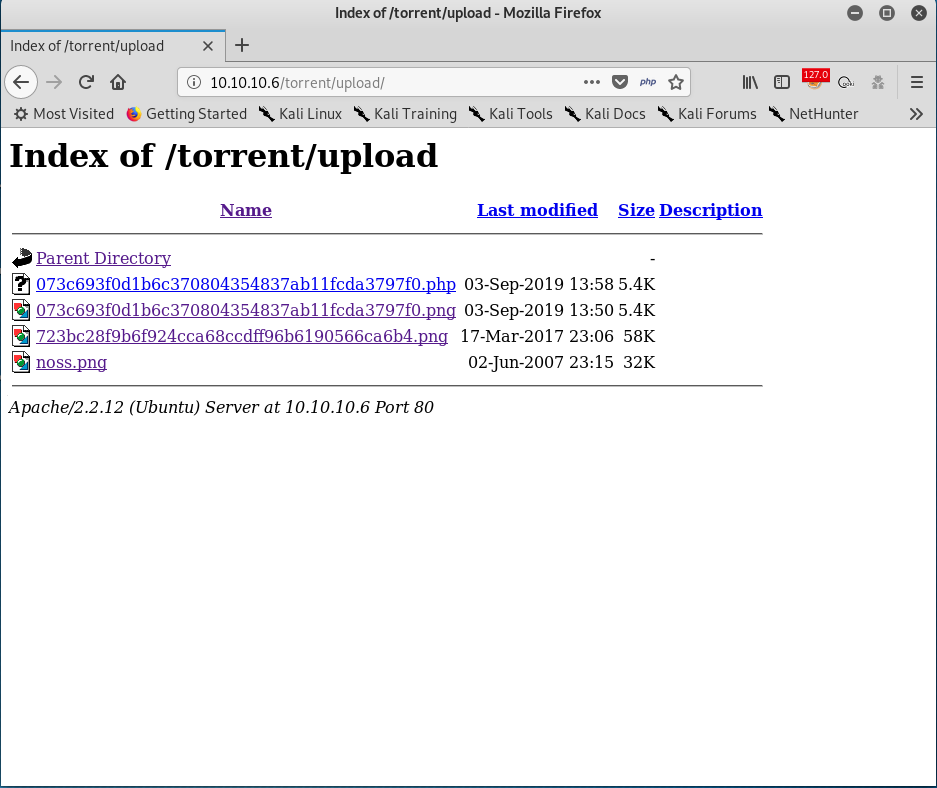 Index of /torrent/upload - Mozilla Firefox
Index of /torrent/upload
10.10.10.6/torrent/upload/ php 127.0
Most Visited Getting Started Kali Linux Kali Training Kali Tools Kali Docs Kali Forums NetHunter
Index of /torrent/upload
Name Last modified Size Description
Parent Directory -
073c693f0d1b6c370804354837ab11fcda3797f0.php 03-Sep-2019 13:58 5.4K
073c693f0d1b6c370804354837ab11fcda3797f0.png 03-Sep-2019 13:50 5.4K
723bc28f9b6f924cca68ccdff96b6190566ca6b4.png 17-Mar-2017 23:06 58K
noss.png 02-Jun-2007 23:15 32K
Apache/2.2.12 (Ubuntu) Server at 10.10.10.6 Port 80